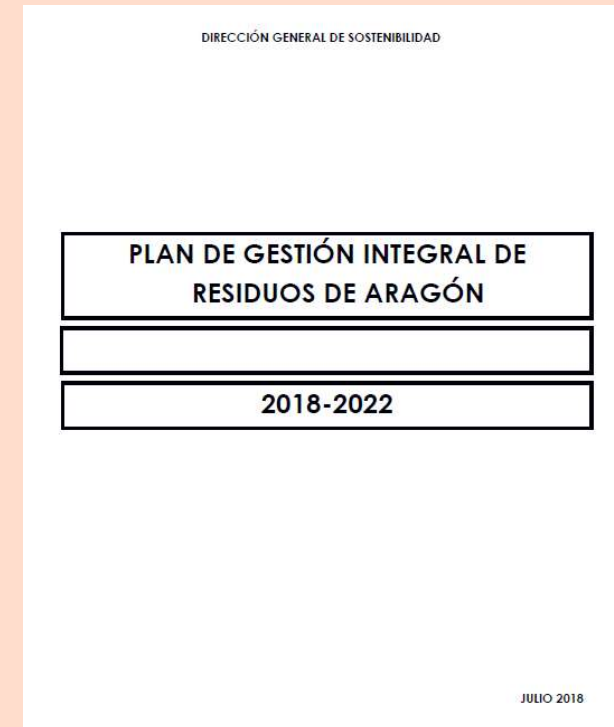 DIRECCIÓN GENERAL DE SOSTENIBILIDAD
PLAN DE GESTIÓN INTEGRAL DE
RESIDUOS DE ARAGÓN
2018-2022
JULIO 2018